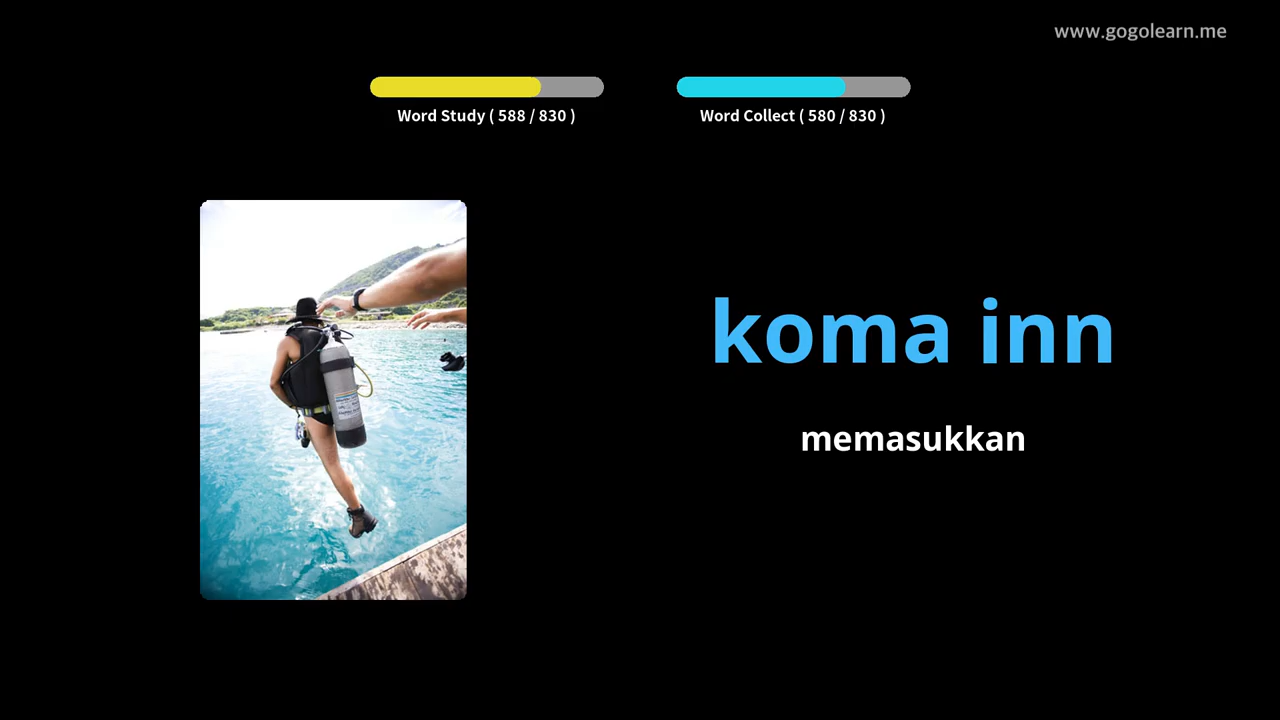 www.gogolearn.me
Word Study ( 588 / 830 )
Word Collect ( 580 / 830 )
koma inn
memasukkan